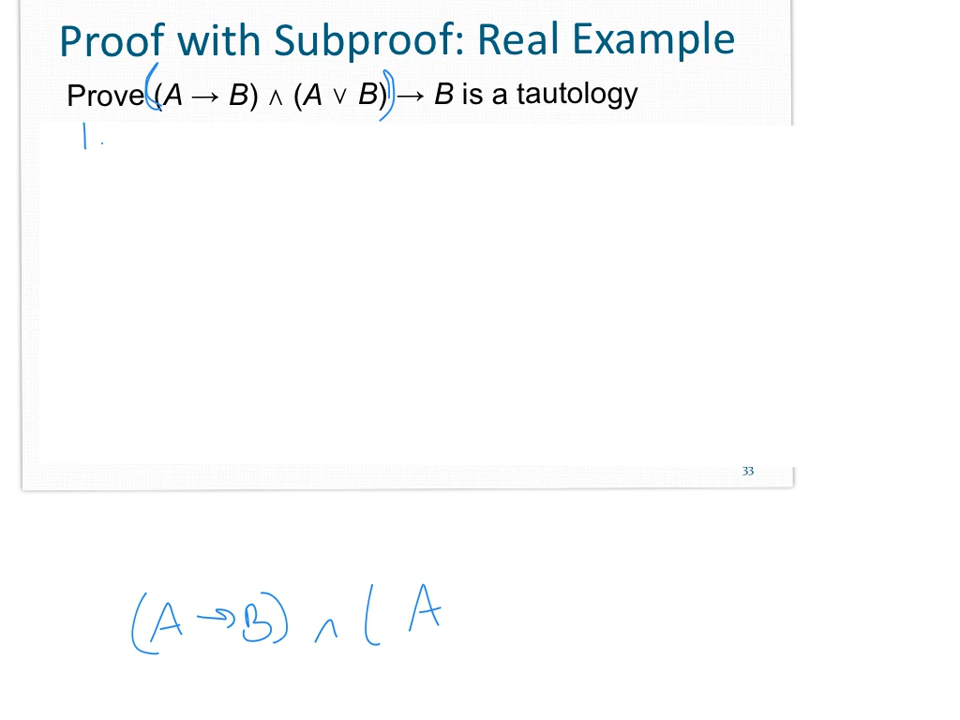 Proof with Subproof: Real Example
Prove ((A → B) ∧ (A ∨ B)) → B is a tautology
1.
33
(A → B) ∧ ( A